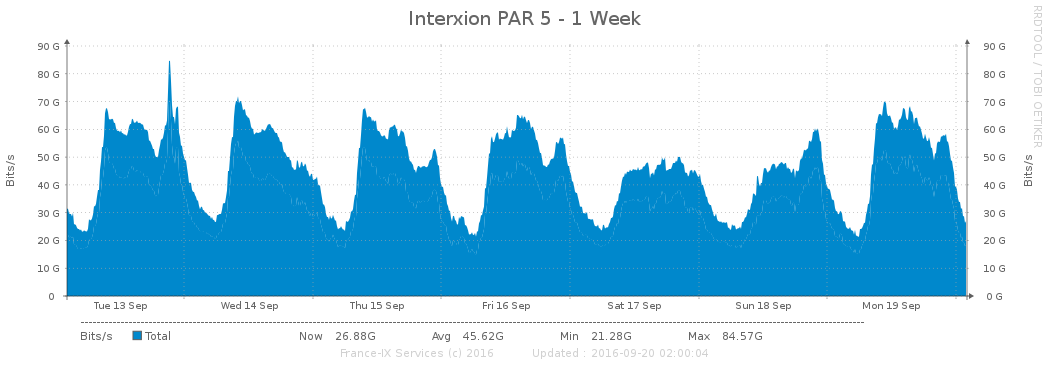 Interxion PAR 5 - 1 Week
RRDTOOL / TOBI OETIKER
90 G 90 G
80 G 80 G
70 G 70 G
60 G 60 G
50 G 50 G
40 G 40 G
30 G 30 G
20 G 20 G
10 G 10 G
0 0 G
Bits/s
Bits/s
Tue 13 Sep Wed 14 Sep Thu 15 Sep Fri 16 Sep Sat 17 Sep Sun 18 Sep Mon 19 Sep
Bits/s Total Now 26.88G Avg 45.62G Min 21.28G Max 84.57G
France-IX Services (c) 2016 Updated : 2016-09-20 02:00:04